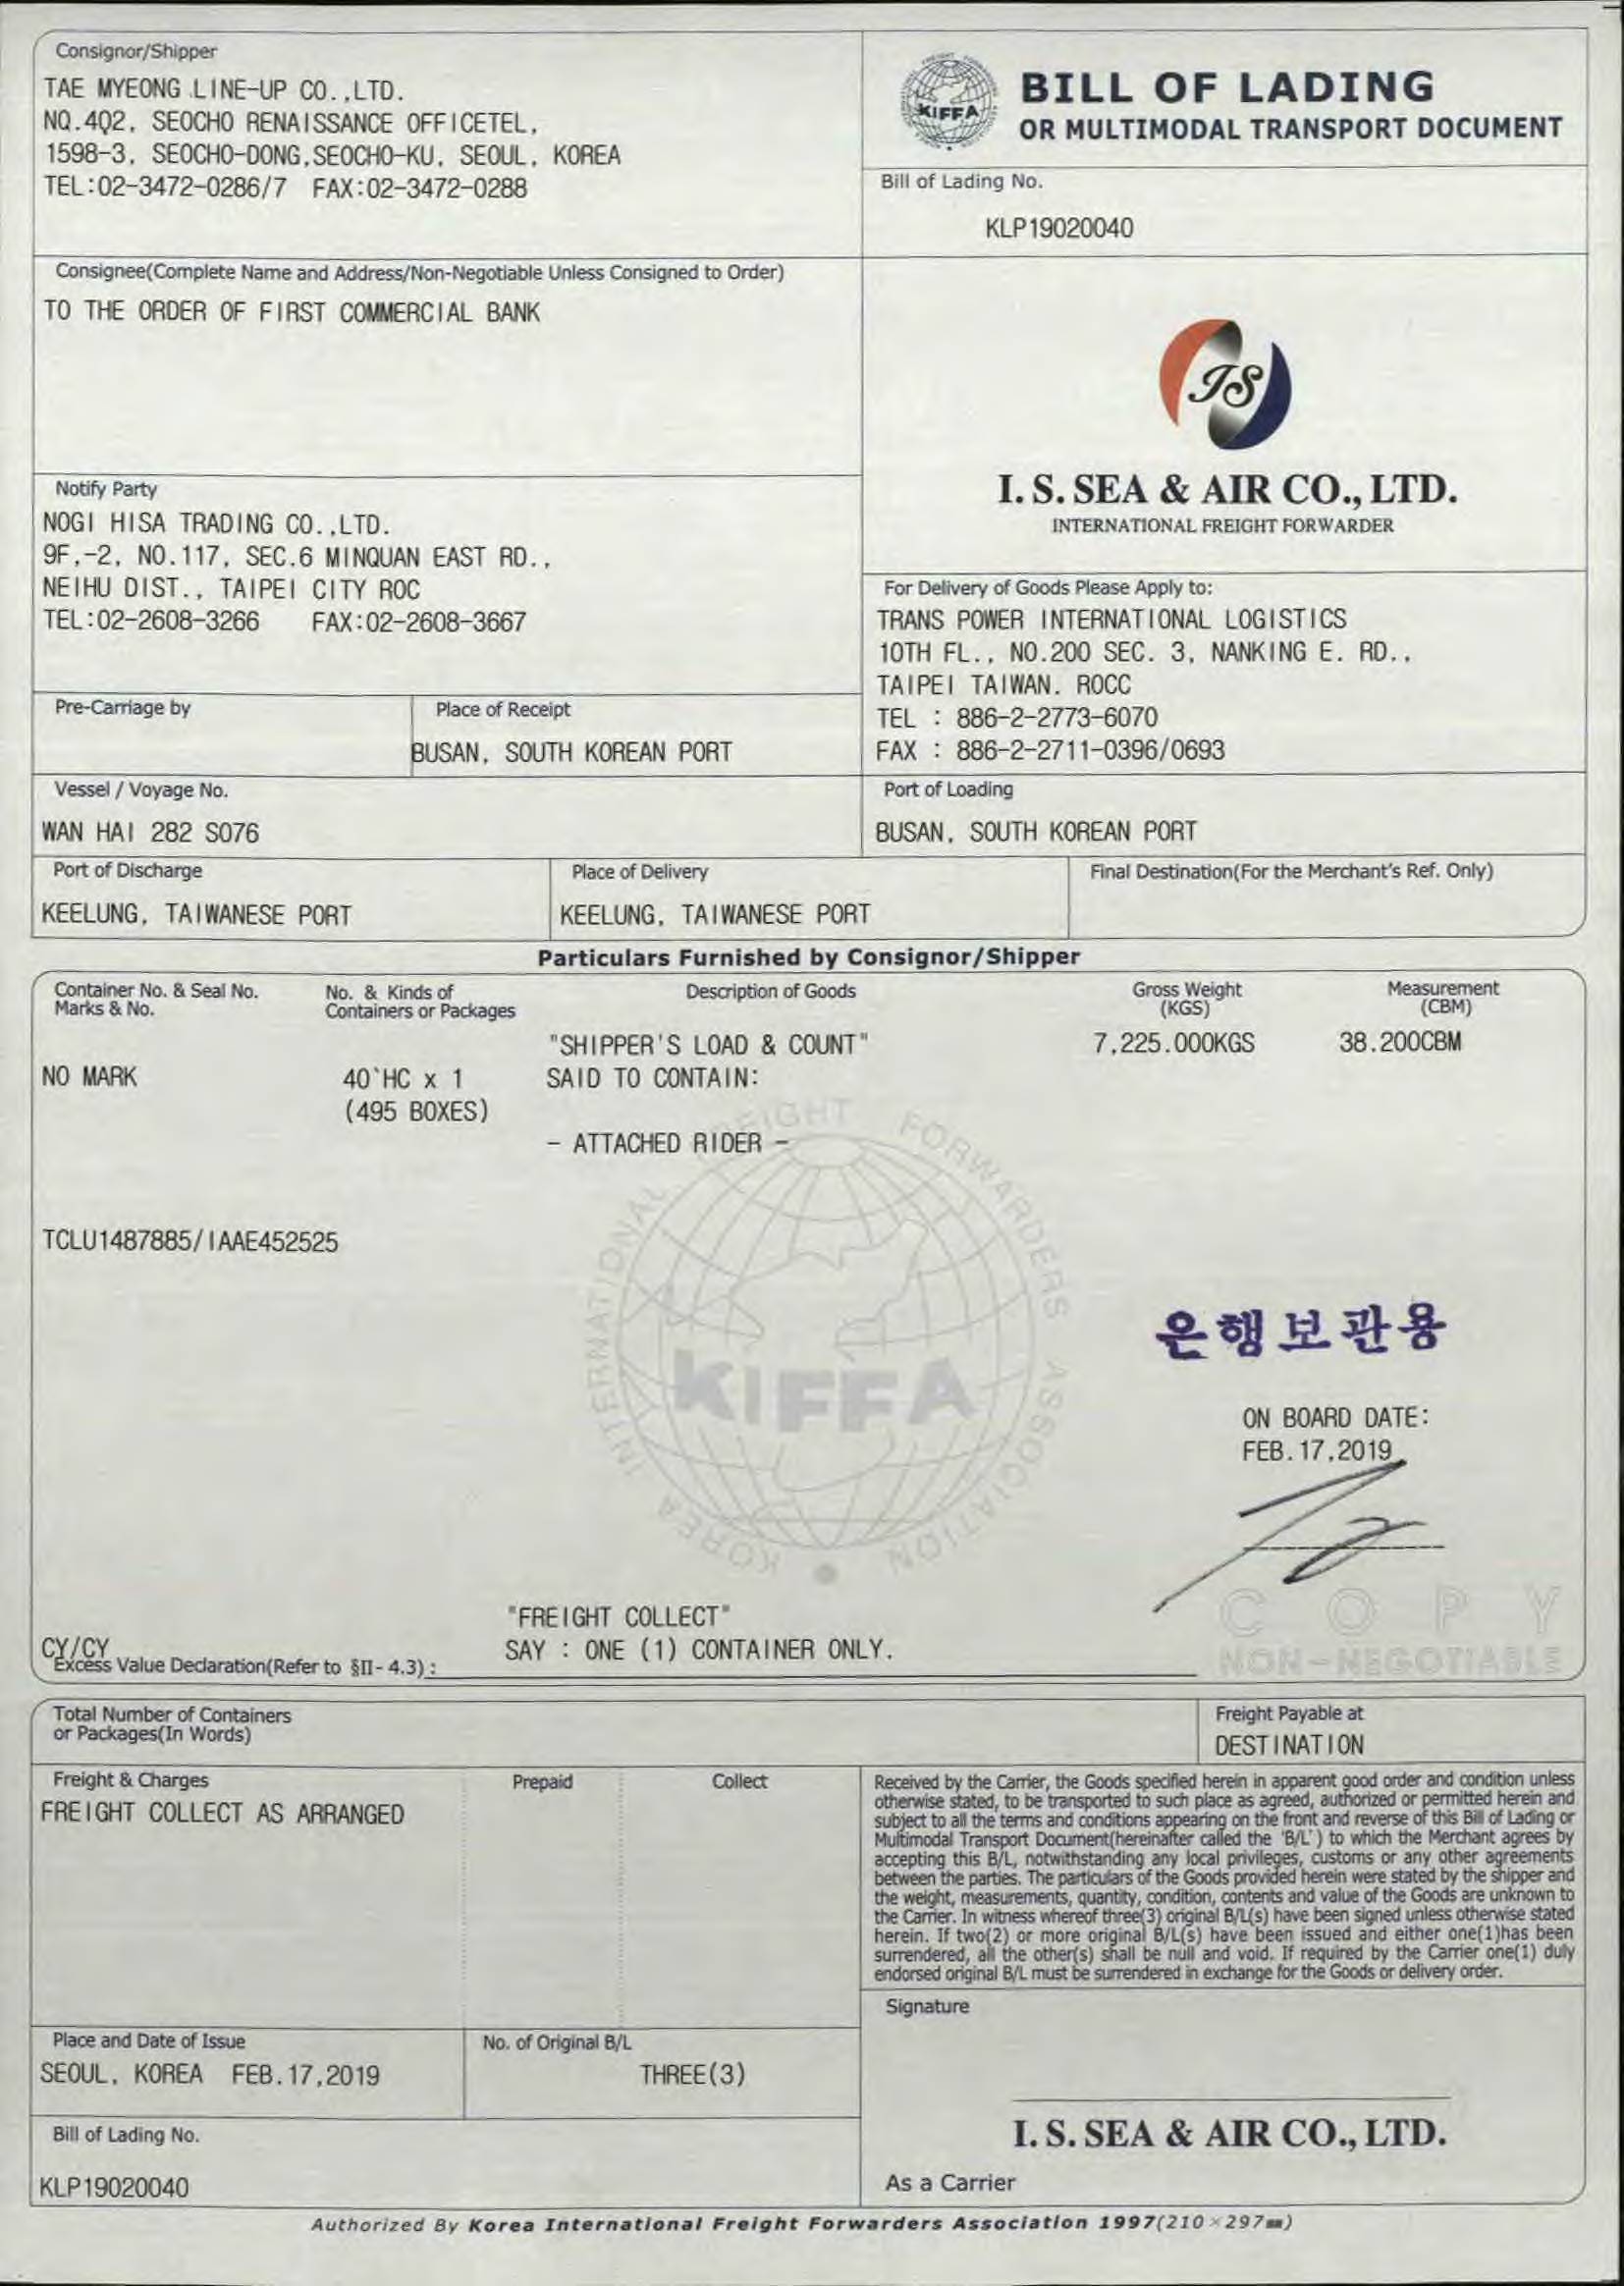 Consignor/Shipper
TAE MYEONG LINE-UP CO.,LTD.
NO.402, SEOCHO RENAISSANCE OFFICETEL,
1598-3, SEOCHO-DONG,SEOCHO-KU, SEOUL, KOREA
TEL:02-3472-0286/7 FAX:02-3472-0288
KIFFA
BILL OF LADING
OR MULTIMODAL TRANSPORT DOCUMENT
Bill of Lading No.
KLP19020040
Consignee(Complete Name and Address/Non-Negotiable Unless Consigned to Order)
TO THE ORDER OF FIRST COMMERCIAL BANK
IS
I. S. SEA & AIR CO., LTD.
INTERNATIONAL FREIGHT FORWARDER
Notify Party
NOGI HISA TRADING CO.,LTD.
9F,-2, NO.117, SEC.6 MINQUAN EAST RD.,
NEIHU DIST., TAIPEI CITY ROC
TEL:02-2608-3266 FAX:02-2608-3667
For Delivery of Goods Please Apply to:
TRANS POWER INTERNATIONAL LOGISTICS
10TH FL., NO.200 SEC. 3, NANKING E. RD.,
TAIPEI TAIWAN. ROCC
TEL : 886-2-2773-6070
FAX : 886-2-2711-0396/0693
Pre-Carriage by
Place of Receipt
BUSAN, SOUTH KOREAN PORT
Vessel / Voyage No.
WAN HAI 282 S076
Port of Loading
BUSAN, SOUTH KOREAN PORT
Port of Discharge
KEELUNG, TAIWANESE PORT
Place of Delivery
KEELUNG, TAIWANESE PORT
Final Destination(For the Merchant's Ref. Only)
Particulars Furnished by Consignor/Shipper
Container No. & Seal No.
Marks & No.
No. & Kinds of
Containers or Packages
Description of Goods
Gross Weight
(KGS)
Measurement
(CBM)
"SHIPPER'S LOAD & COUNT" 7,225.000KGS 38.200CBM
NO MARK 40`HC x 1 SAID TO CONTAIN:
(495 BOXES)
- ATTACHED RIDER -
TCLU1487885/IAAE452525
KOREA INTERNATIONAL FREIGHT FORWARDERS ASSOCIATION
KIFFA
은행보관용
ON BOARD DATE:
FEB.17,2019
"FREIGHT COLLECT"
CY/CY SAY : ONE (1) CONTAINER ONLY.
COPY
NON-NEGOTIABLE
Excess Value Declaration(Refer to §II- 4.3) :
Total Number of Containers
or Packages(In Words)
Freight Payable at
DESTINATION
Freight & Charges Prepaid Collect
FREIGHT COLLECT AS ARRANGED
Received by the Carrier, the Goods specified herein in apparent good order and condition unless
otherwise stated, to be transported to such place as agreed, authorized or permitted herein and
subject to all the terms and conditions appearing on the front and reverse of this Bill of Lading or
Multimodal Transport Document(hereinafter called the 'B/L') to which the Merchant agrees by
accepting this B/L, notwithstanding any local privileges, customs or any other agreements
between the parties. The particulars of the Goods provided herein were stated by the shipper and
the weight, measurements, quantity, condition, contents and value of the Goods are unknown to
the Carrier. In witness whereof three(3) original B/L(s) have been signed unless otherwise stated
herein. If two(2) or more original B/L(s) have been issued and either one(1)has been
surrendered, all the other(s) shall be null and void. If required by the Carrier one(1) duly
endorsed original B/L must be surrendered in exchange for the Goods or delivery order.
Signature
Place and Date of Issue
SEOUL, KOREA FEB.17,2019
No. of Original B/L
THREE(3)
Bill of Lading No.
KLP19020040
I. S. SEA & AIR CO., LTD.
As a Carrier
Authorized By Korea International Freight Forwarders Association 1997(210×297㎜)